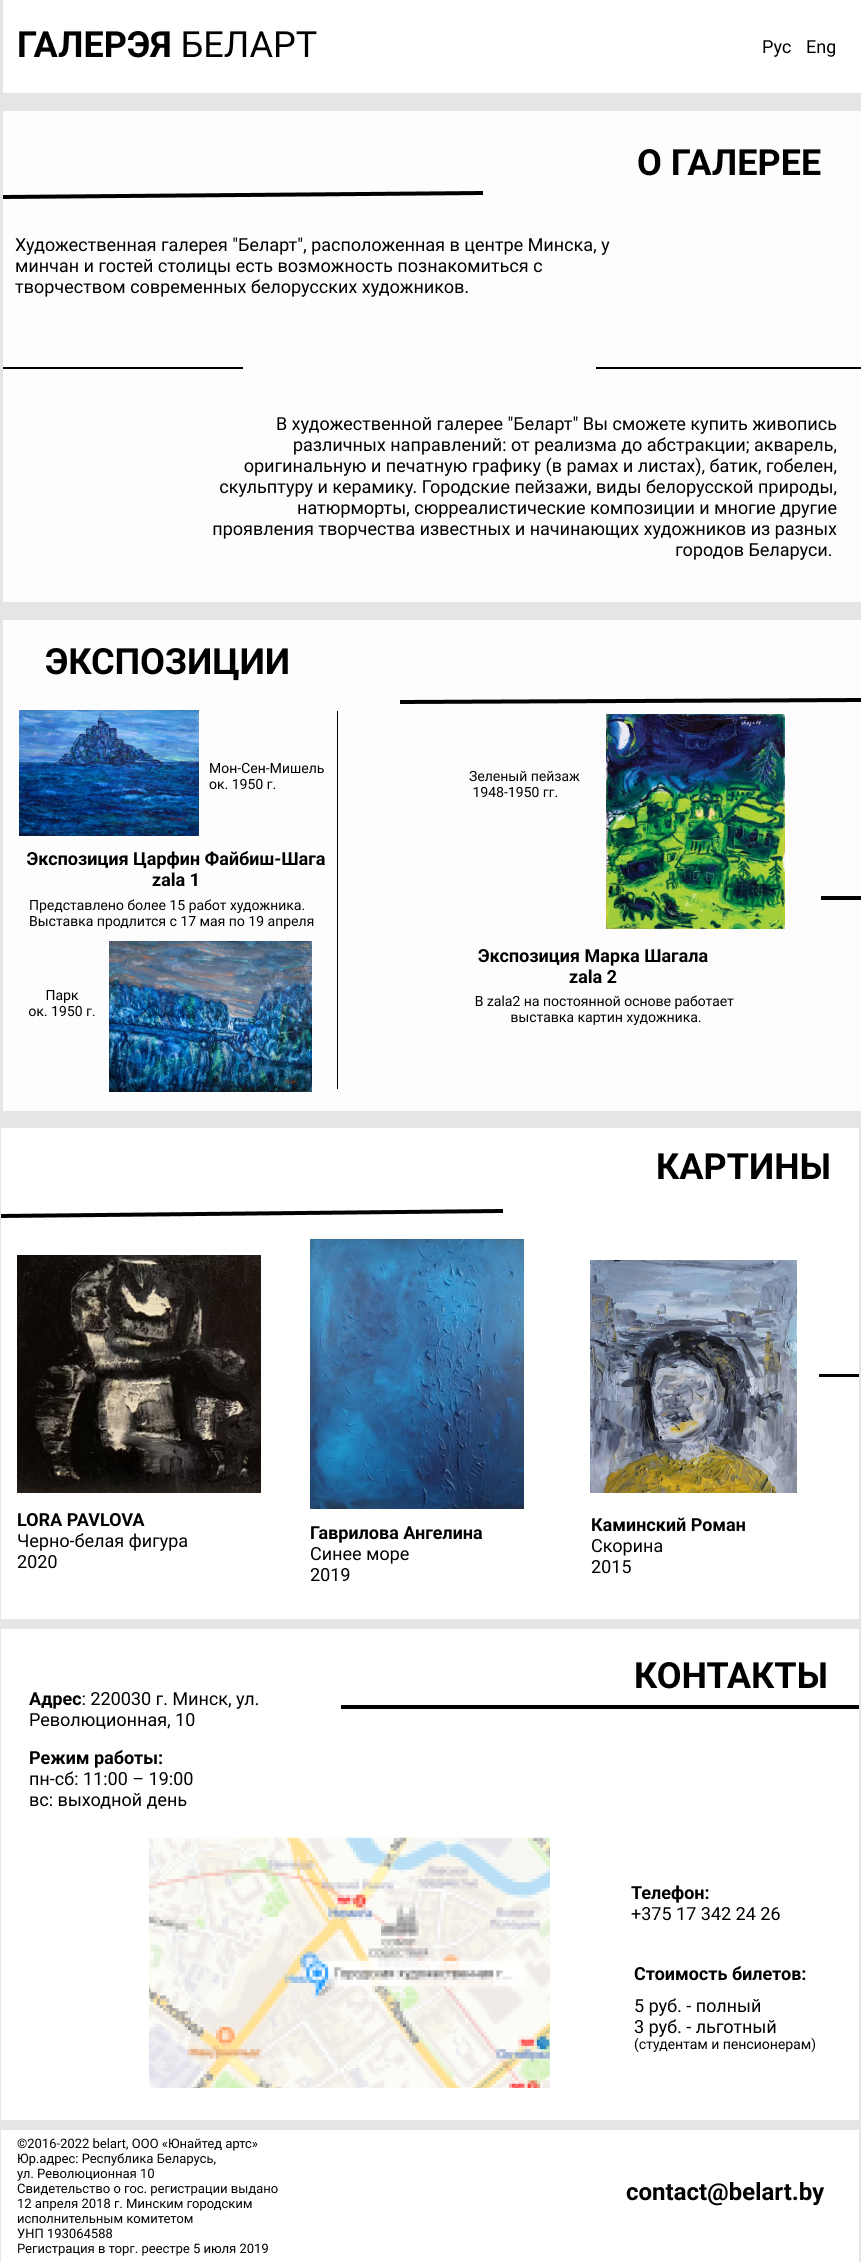 ГАЛЕРЭЯ БЕЛАРТ
Рус Eng
О ГАЛЕРЕЕ
Художественная галерея "Беларт", расположенная в центре Минска, у
минчан и гостей столицы есть возможность познакомиться с
творчеством современных белорусских художников.
В художественной галерее "Беларт" Вы сможете купить живопись
различных направлений: от реализма до абстракции; акварель,
оригинальную и печатную графику (в рамах и листах), батик, гобелен,
скульптуру и керамику. Городские пейзажи, виды белорусской природы,
натюрморты, сюрреалистические композиции и многие другие
проявления творчества известных и начинающих художников из разных
городов Беларуси.
ЭКСПОЗИЦИИ
Мон-Сен-Мишель
ок. 1950 г.
Экспозиция Царфин Файбиш-Шага
zala 1
Представлено более 15 работ художника.
Выставка продлится с 17 мая по 19 апреля
Парк
ок. 1950 г.
Зеленый пейзаж
1948-1950 гг.
Экспозиция Марка Шагала
zala 2
В zala2 на постоянной основе работает
выставка картин художника.
КАРТИНЫ
LORA PAVLOVA
Черно-белая фигура
2020
Гаврилова Ангелина
Синее море
2019
Каминский Роман
Скорина
2015
КОНТАКТЫ
Адрес: 220030 г. Минск, ул.
Революционная, 10
Режим работы:
пн-сб: 11:00 – 19:00
вс: выходной день
Городская художественная г...
Телефон:
+375 17 342 24 26
Стоимость билетов:
5 руб. - полный
3 руб. - льготный
(студентам и пенсионерам)
©2016-2022 belart, ООО «Юнайтед артс»
Юр.адрес: Республика Беларусь,
ул. Революционная 10
Свидетельство о гос. регистрации выдано
12 апреля 2018 г. Минским городским
исполнительным комитетом
УНП 193064588
Регистрация в торг. реестре 5 июля 2019
contact@belart.by